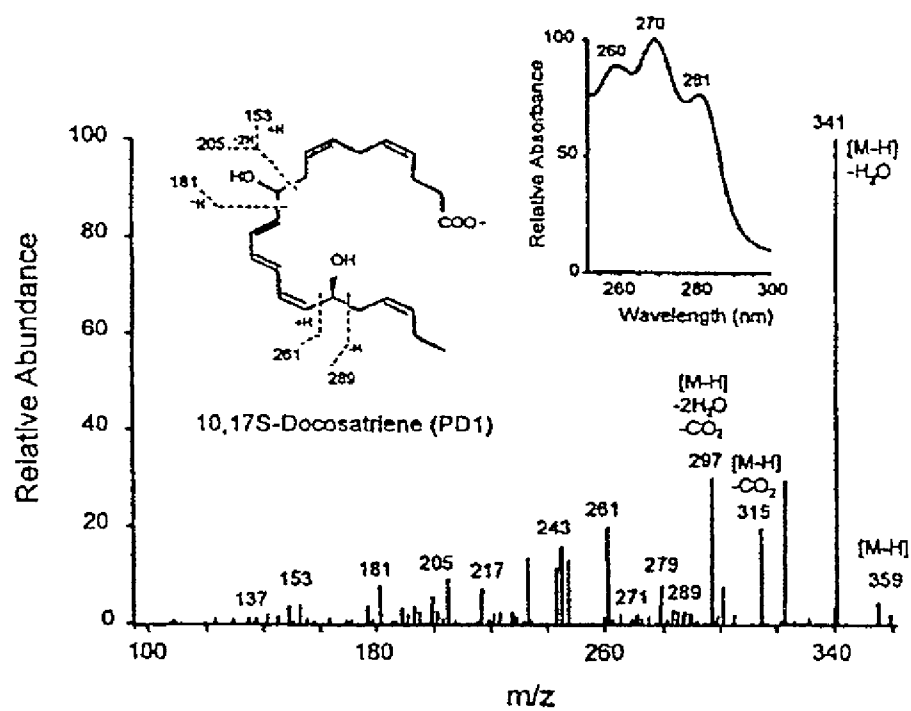 Relative Abundance
100
80
60
40
20
0
100
180
260
340
m/z
153
+H
205
-2H
HO
181
-H
COO-
OH
+H
261
-H
289
10,17S-Docosatriene (PD1)
Relative Absorbance
100
50
0
260
270
281
260
280
300
Wavelength (nm)
137
153
181
205
217
243
261
271
279
289
[M-H]
-2H2O
-CO2
297
[M-H]
-CO2
315
341
[M-H]
-H2O
[M-H]
359